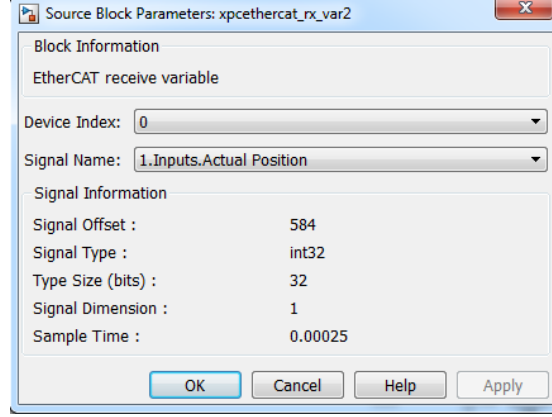 Source Block Parameters: xpcethercat_rx_var2
x
Block Information
EtherCAT receive variable
Device Index: 0
Signal Name: 1.Inputs.Actual Position
Signal Information
Signal Offset : 584
Signal Type : int32
Type Size (bits) : 32
Signal Dimension : 1
Sample Time : 0.00025
OK Cancel Help Apply